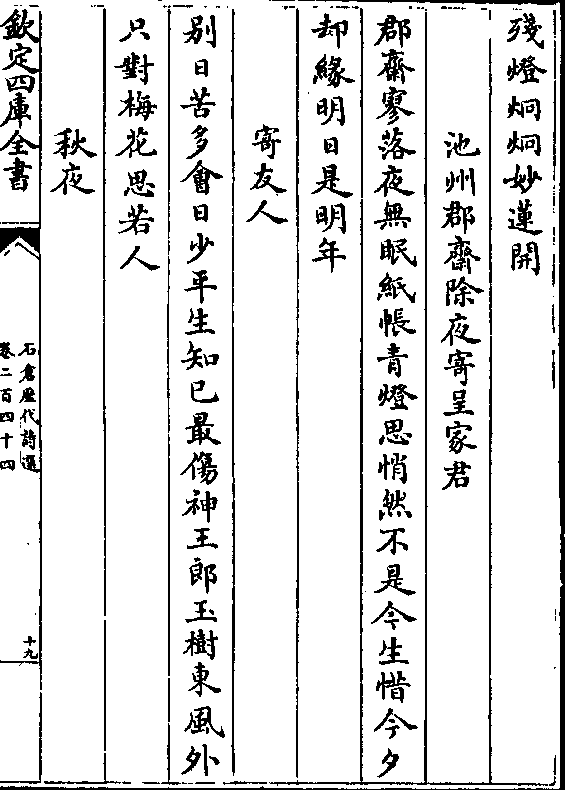 殘燈炯炯妙蓮開
池州郡齋除夜寄呈家君
郡齋寥落夜無眠紙帳青燈思悄然不是今生惜今夕
却緣明日是明年
寄友人
別日苦多會日少平生知已最傷神王郎玉樹東風外
只對梅花思若人
秋夜
欽定四庫全書
石倉歷代詩選
卷二百四十四
十九